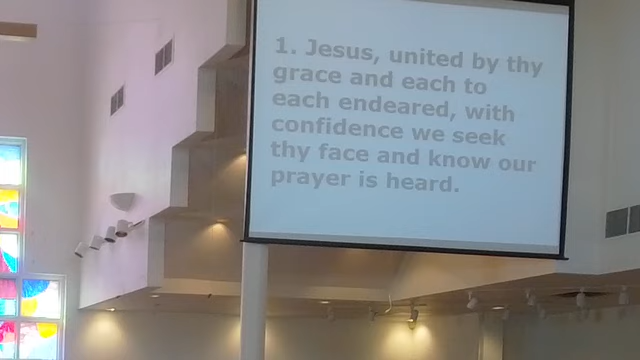 1. Jesus, united by thy
grace and each to
each endeared, with
confidence we seek
thy face and know our
prayer is heard.